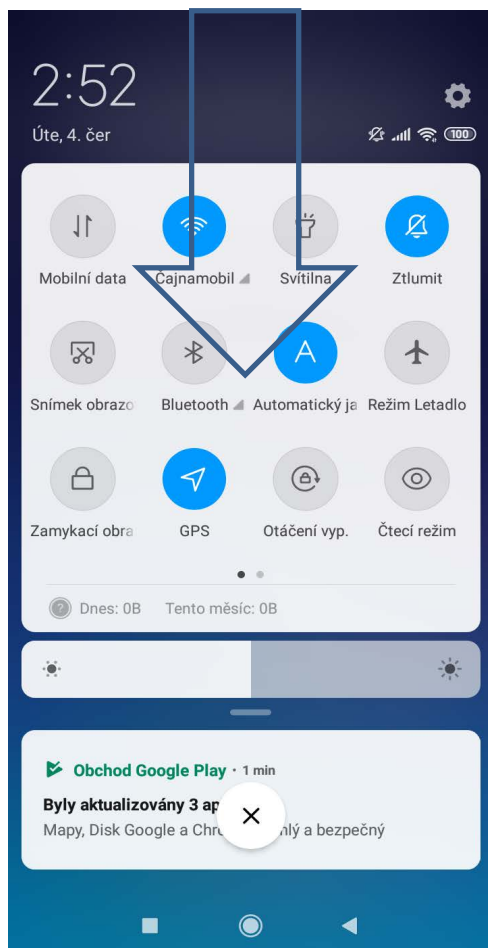 2:52
Úte, 4. čer
100
Mobilní data Čajnamobil Svítilna Ztlumit
Snímek obrazo Bluetooth Automatický ja Režim Letadlo
Zamykací obra GPS Otáčení vyp. Čtecí režim
Dnes: 0B Tento měsíc: 0B
Obchod Google Play · 1 min
Byly aktualizovány 3 ap
Mapy, Disk Google a Chr hlý a bezpečný